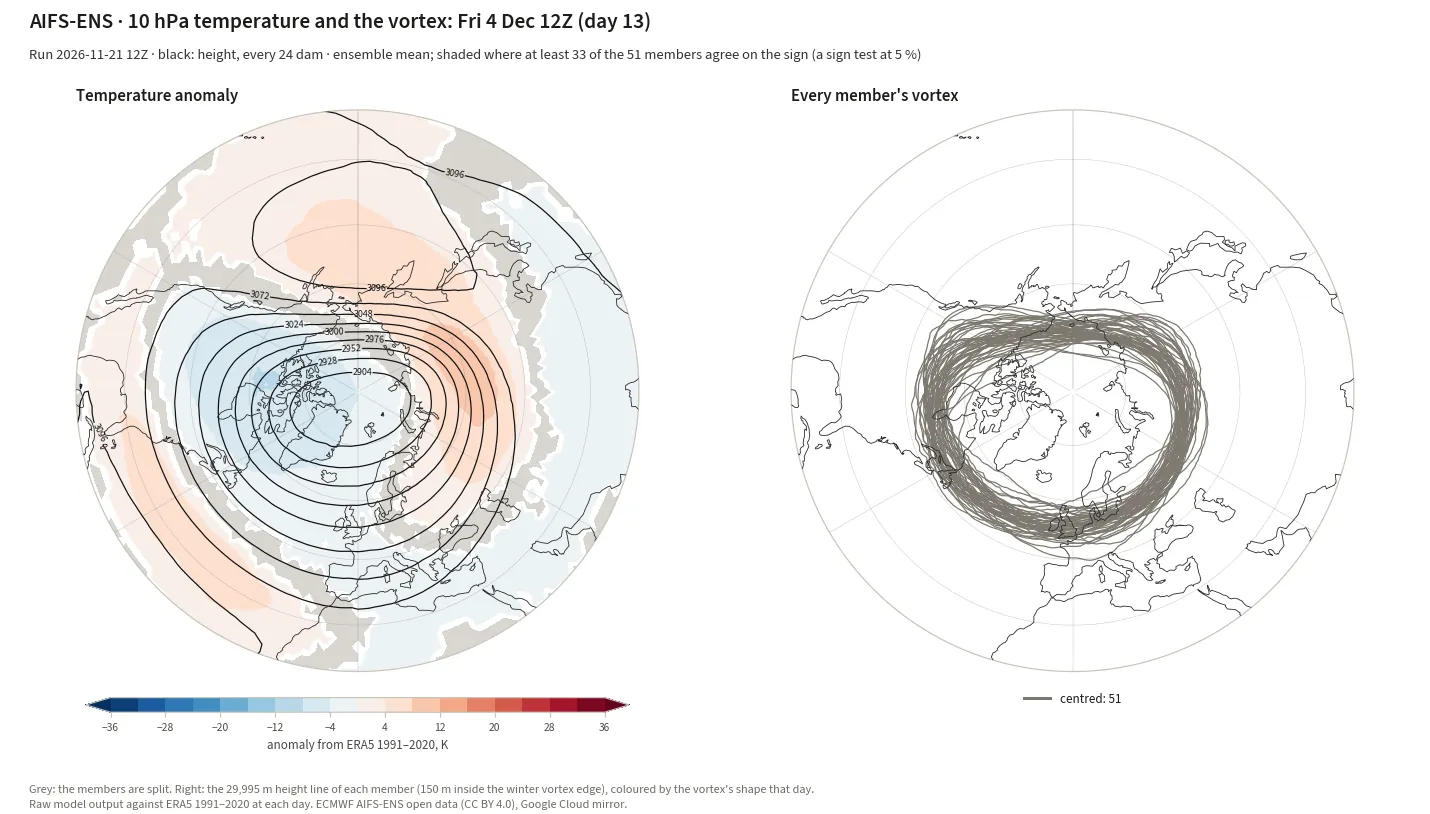 AIFS-ENS · 10 hPa temperature and the vortex: Fri 4 Dec 12Z (day 13)
Run 2026-11-21 12Z · black: height, every 24 dam · ensemble mean; shaded where at least 33 of the 51 members agree on the sign (a sign test at 5 %)
Temperature anomaly
Every member's vortex
3096
3096
3072
3048
3024
3000
2976
2952
2928
2904
3096
−36 −28 −20 −12 −4 4 12 20 28 36
anomaly from ERA5 1991–2020, K
centred: 51
Grey: the members are split. Right: the 29,995 m height line of each member (150 m inside the winter vortex edge), coloured by the vortex's shape that day.
Raw model output against ERA5 1991–2020 at each day. ECMWF AIFS-ENS open data (CC BY 4.0), Google Cloud mirror.